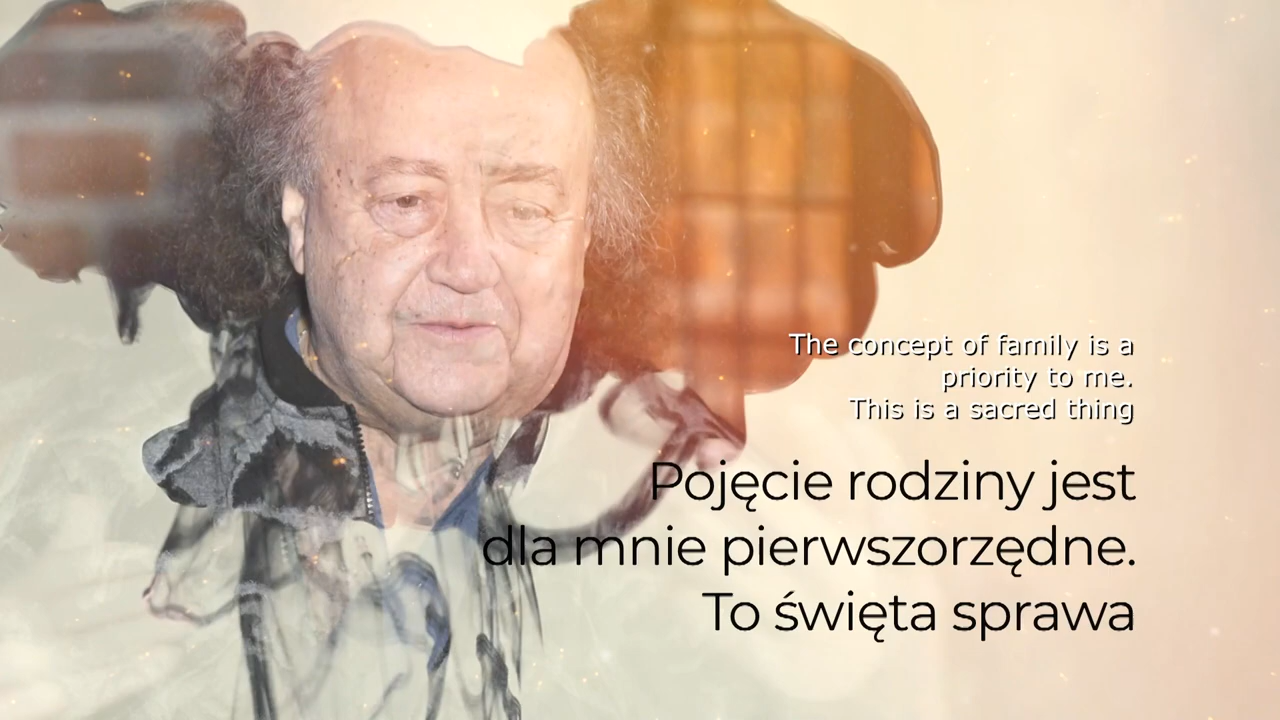 The concept of family is a
priority to me.
This is a sacred thing
Pojęcie rodziny jest
dla mnie pierwszorzędne.
To święta sprawa